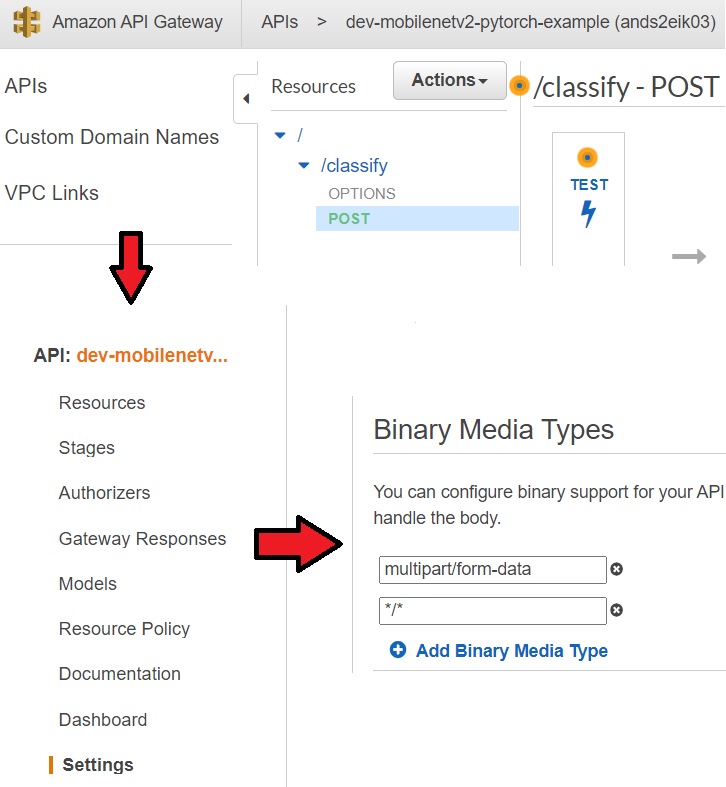 Amazon API Gateway
APIs > dev-mobilenetv2-pytorch-example (ands2eik03)
APIs
Custom Domain Names
VPC Links
Resources
Actions
/
/classify
OPTIONS
POST
/classify - POST
TEST
API: dev-mobilenetv...
Resources
Stages
Authorizers
Gateway Responses
Models
Resource Policy
Documentation
Dashboard
Settings
Binary Media Types
You can configure binary support for your API
handle the body.
multipart/form-data
*/*
Add Binary Media Type